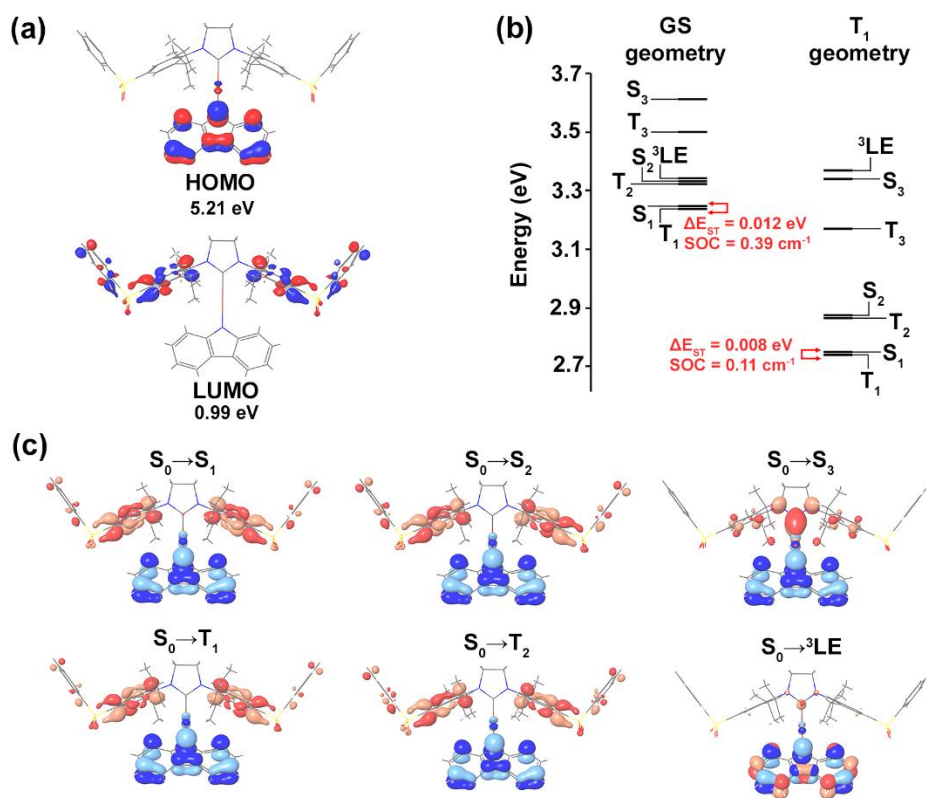 (a)
HOMO
5.21 eV
LUMO
0.99 eV
(b)
GS
geometry
T₁
geometry
Energy (eV)
3.7
3.5
3.3
3.1
2.9
2.7
S₃
T₃
S₂ ³LE
T₂
S₁
T₁
ΔE_ST = 0.012 eV
SOC = 0.39 cm⁻¹
³LE
S₃
T₃
S₂
T₂
ΔE_ST = 0.008 eV
SOC = 0.11 cm⁻¹
S₁
T₁
(c)
S₀→S₁
S₀→S₂
S₀→S₃
S₀→T₁
S₀→T₂
S₀→³LE